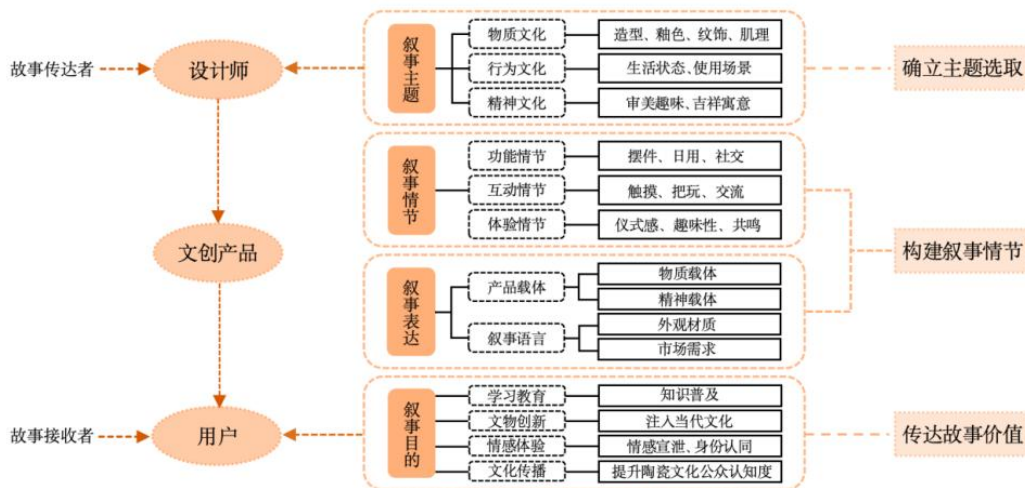 故事传达者
设计师
文创产品
故事接收者
用户
叙事主题
物质文化
造型、釉色、纹饰、肌理
行为文化
生活状态、使用场景
精神文化
审美趣味、吉祥寓意
确立主题选取
叙事情节
功能情节
摆件、日用、社交
互动情节
触摸、把玩、交流
体验情节
仪式感、趣味性、共鸣
叙事表达
产品载体
物质载体
精神载体
叙事语言
外观材质
市场需求
构建叙事情节
叙事目的
学习教育
知识普及
文物创新
注入当代文化
情感体验
情感宣泄、身份认同
文化传播
提升陶瓷文化公众认知度
传达故事价值